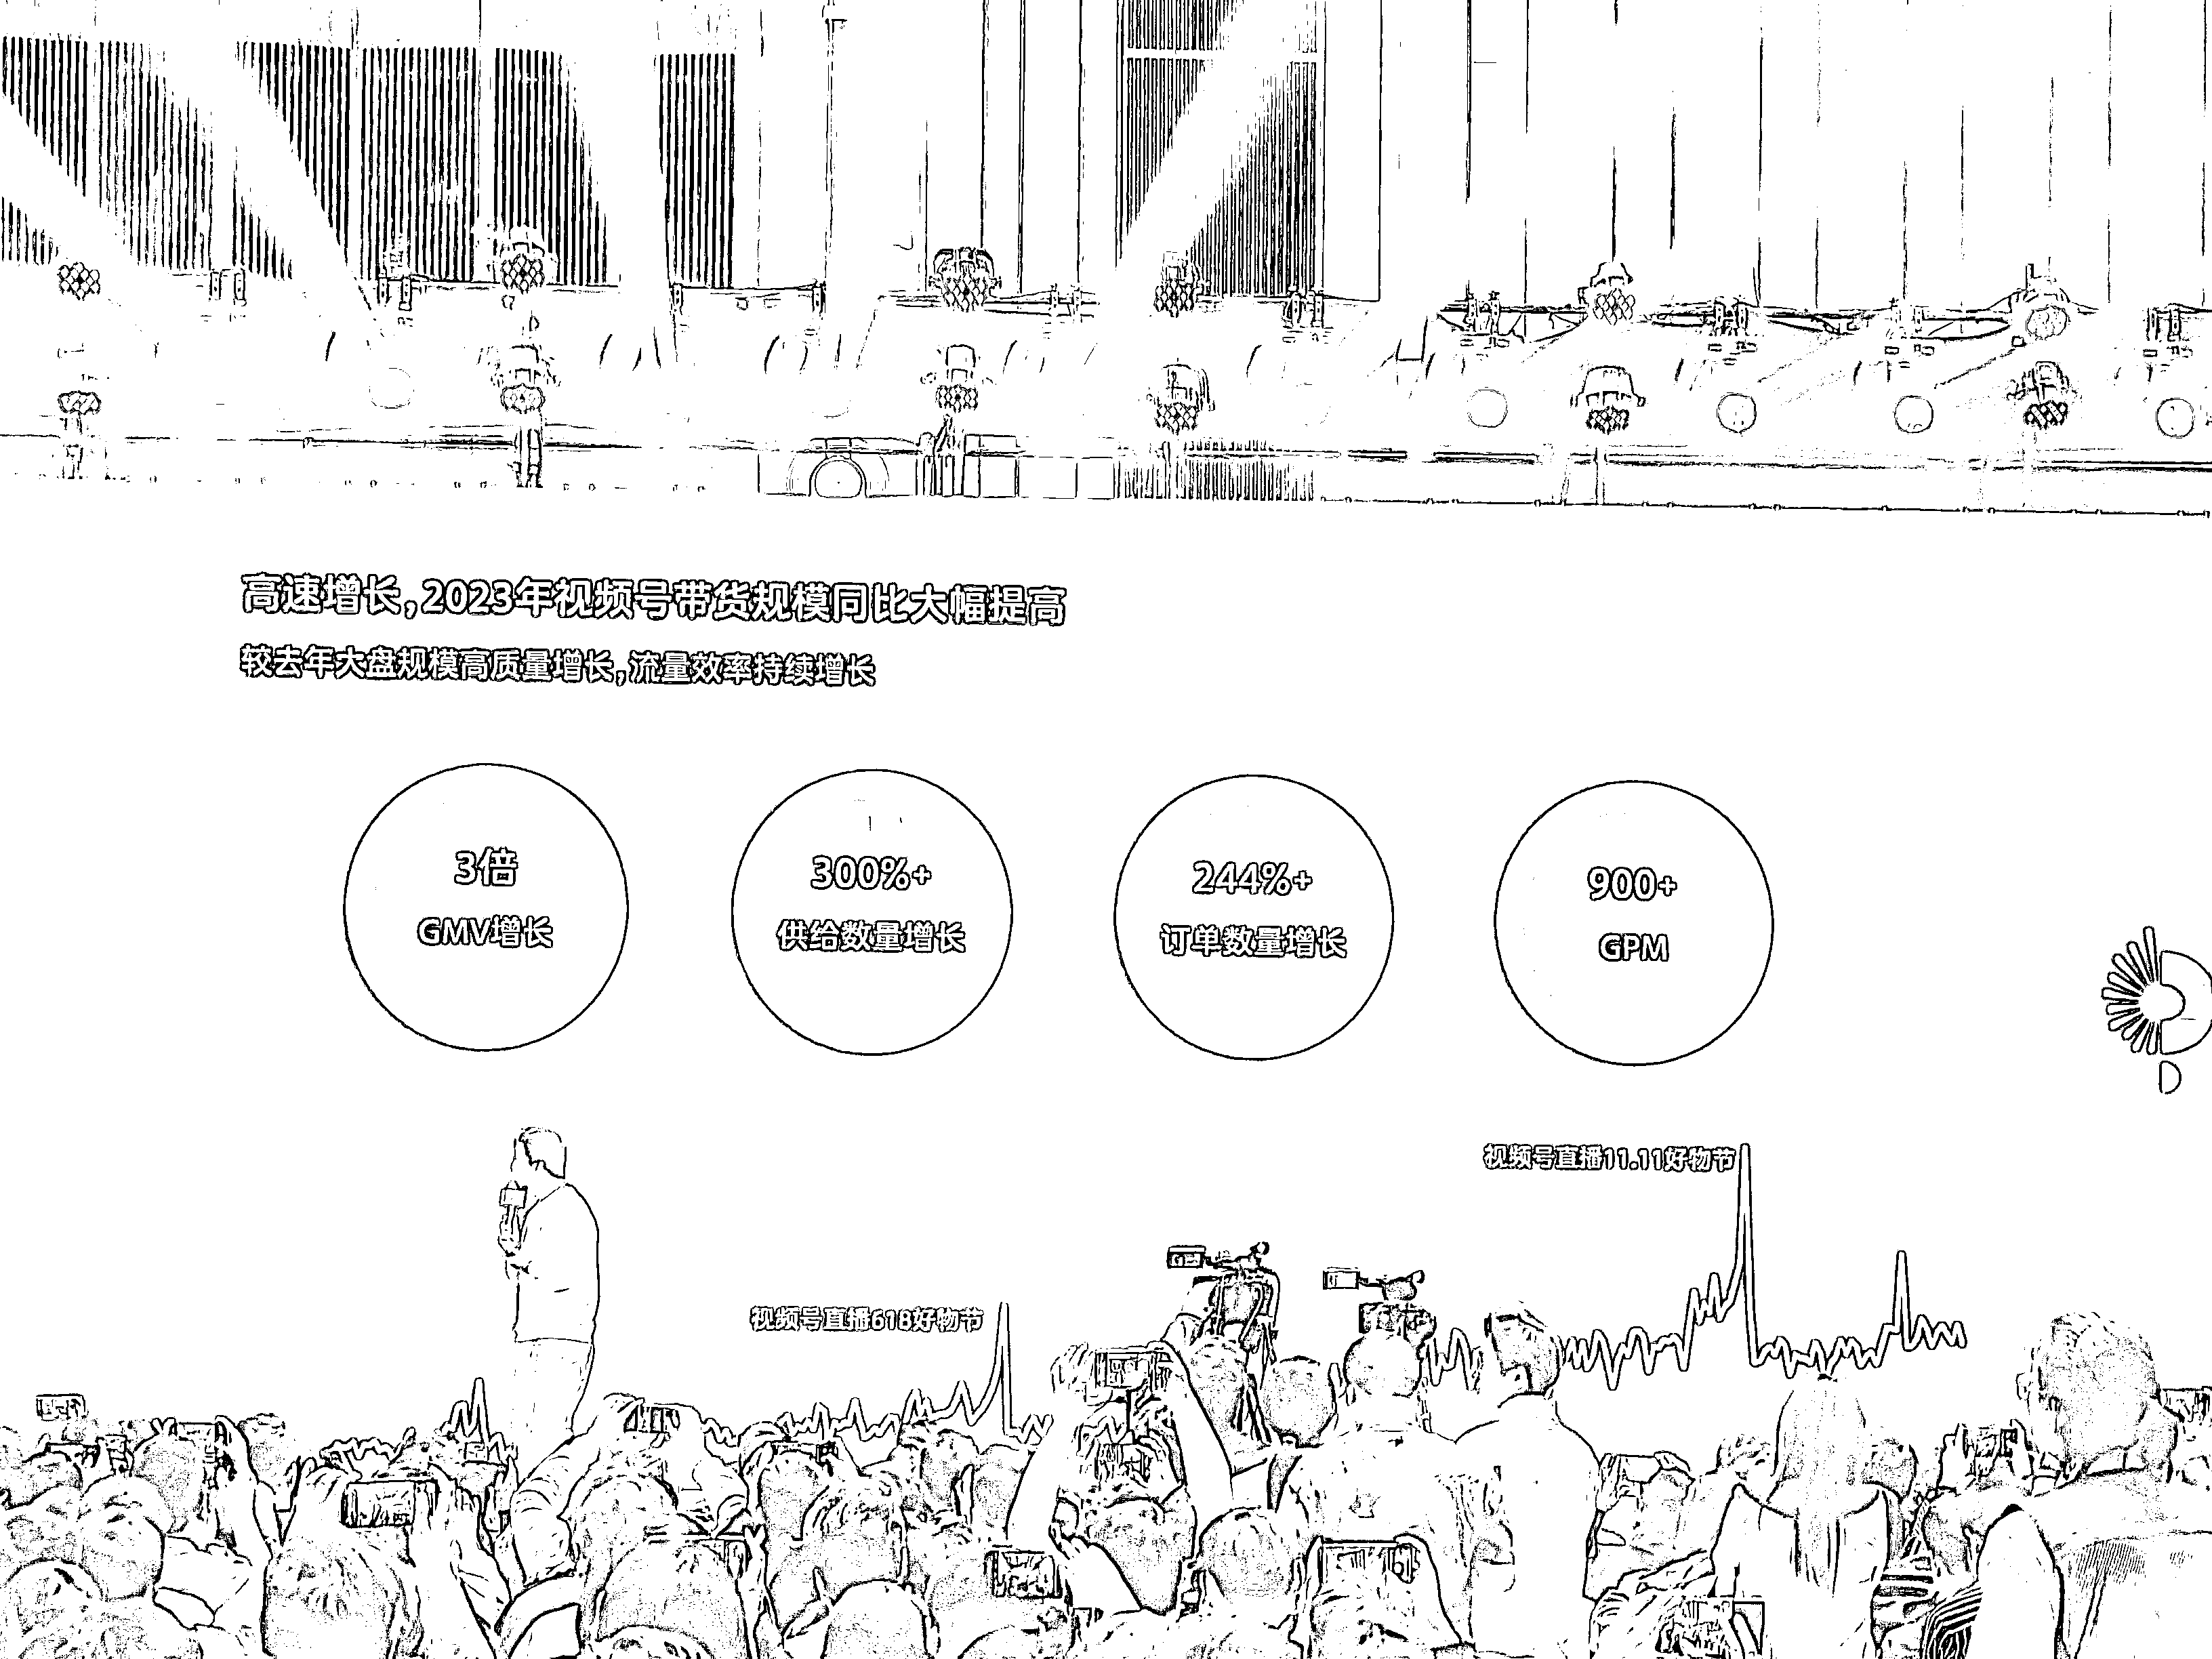 高速增长,2023年视频号带货规模同比大幅提高
较去年大盘规模高质量增长,流量效率持续增长
3倍
GMV增长
300%+
供给数量增长
244%+
订单数量增长
900+
GPM
视频号直播11.11好物节
视频号直播618好物节